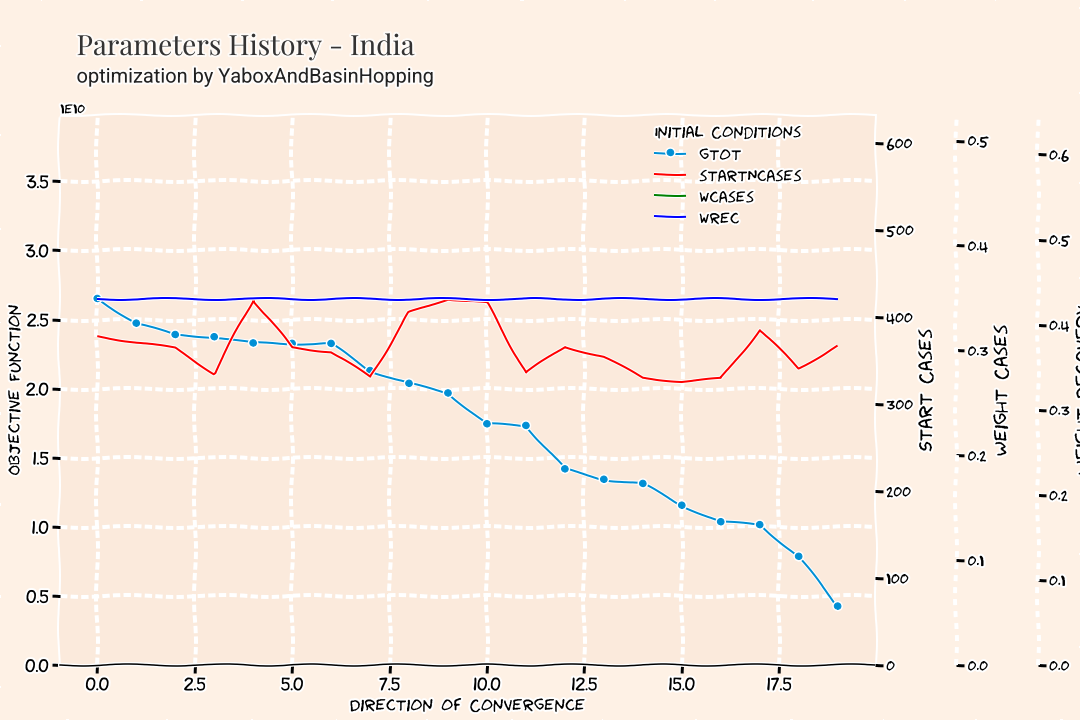 Parameters History - India
optimization by YaboxAndBasinHopping
1E10
INITIAL CONDITIONS
GTOT
STARTNCASES
WCASES
WREC
3.5
3.0
2.5
2.0
1.5
1.0
0.5
0.0
OBJECTIVE FUNCTION
0.0 2.5 5.0 7.5 10.0 12.5 15.0 17.5
DIRECTION OF CONVERGENCE
600
500
400
300
200
100
0
START CASES
0.5
0.4
0.3
0.2
0.1
0.0
WEIGHT CASES
0.6
0.5
0.4
0.3
0.2
0.1
0.0